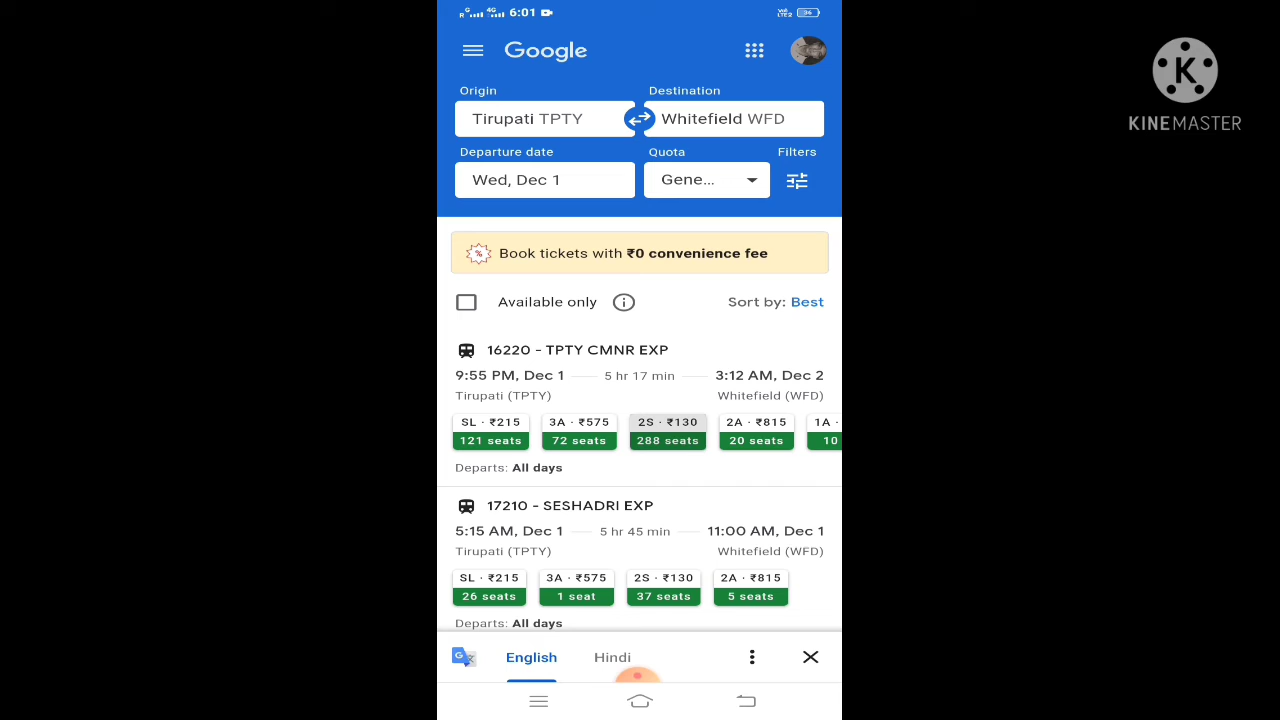 R G 4G 6:01 Vo) LTE2 34
Google
K
KINEMASTER
Origin Destination
Tirupati TPTY Whitefield WFD
Departure date Quota Filters
Wed, Dec 1 Gene...
% Book tickets with ₹0 convenience fee
Available only i Sort by: Best
16220 - TPTY CMNR EXP
9:55 PM, Dec 1 5 hr 17 min 3:12 AM, Dec 2
Tirupati (TPTY) Whitefield (WFD)
SL · ₹215 3A · ₹575 2S · ₹130 2A · ₹815 1A ·
121 seats 72 seats 288 seats 20 seats 10
Departs: All days
17210 - SESHADRI EXP
5:15 AM, Dec 1 5 hr 45 min 11:00 AM, Dec 1
Tirupati (TPTY) Whitefield (WFD)
SL · ₹215 3A · ₹575 2S · ₹130 2A · ₹815
26 seats 1 seat 37 seats 5 seats
Departs: All days
G English Hindi